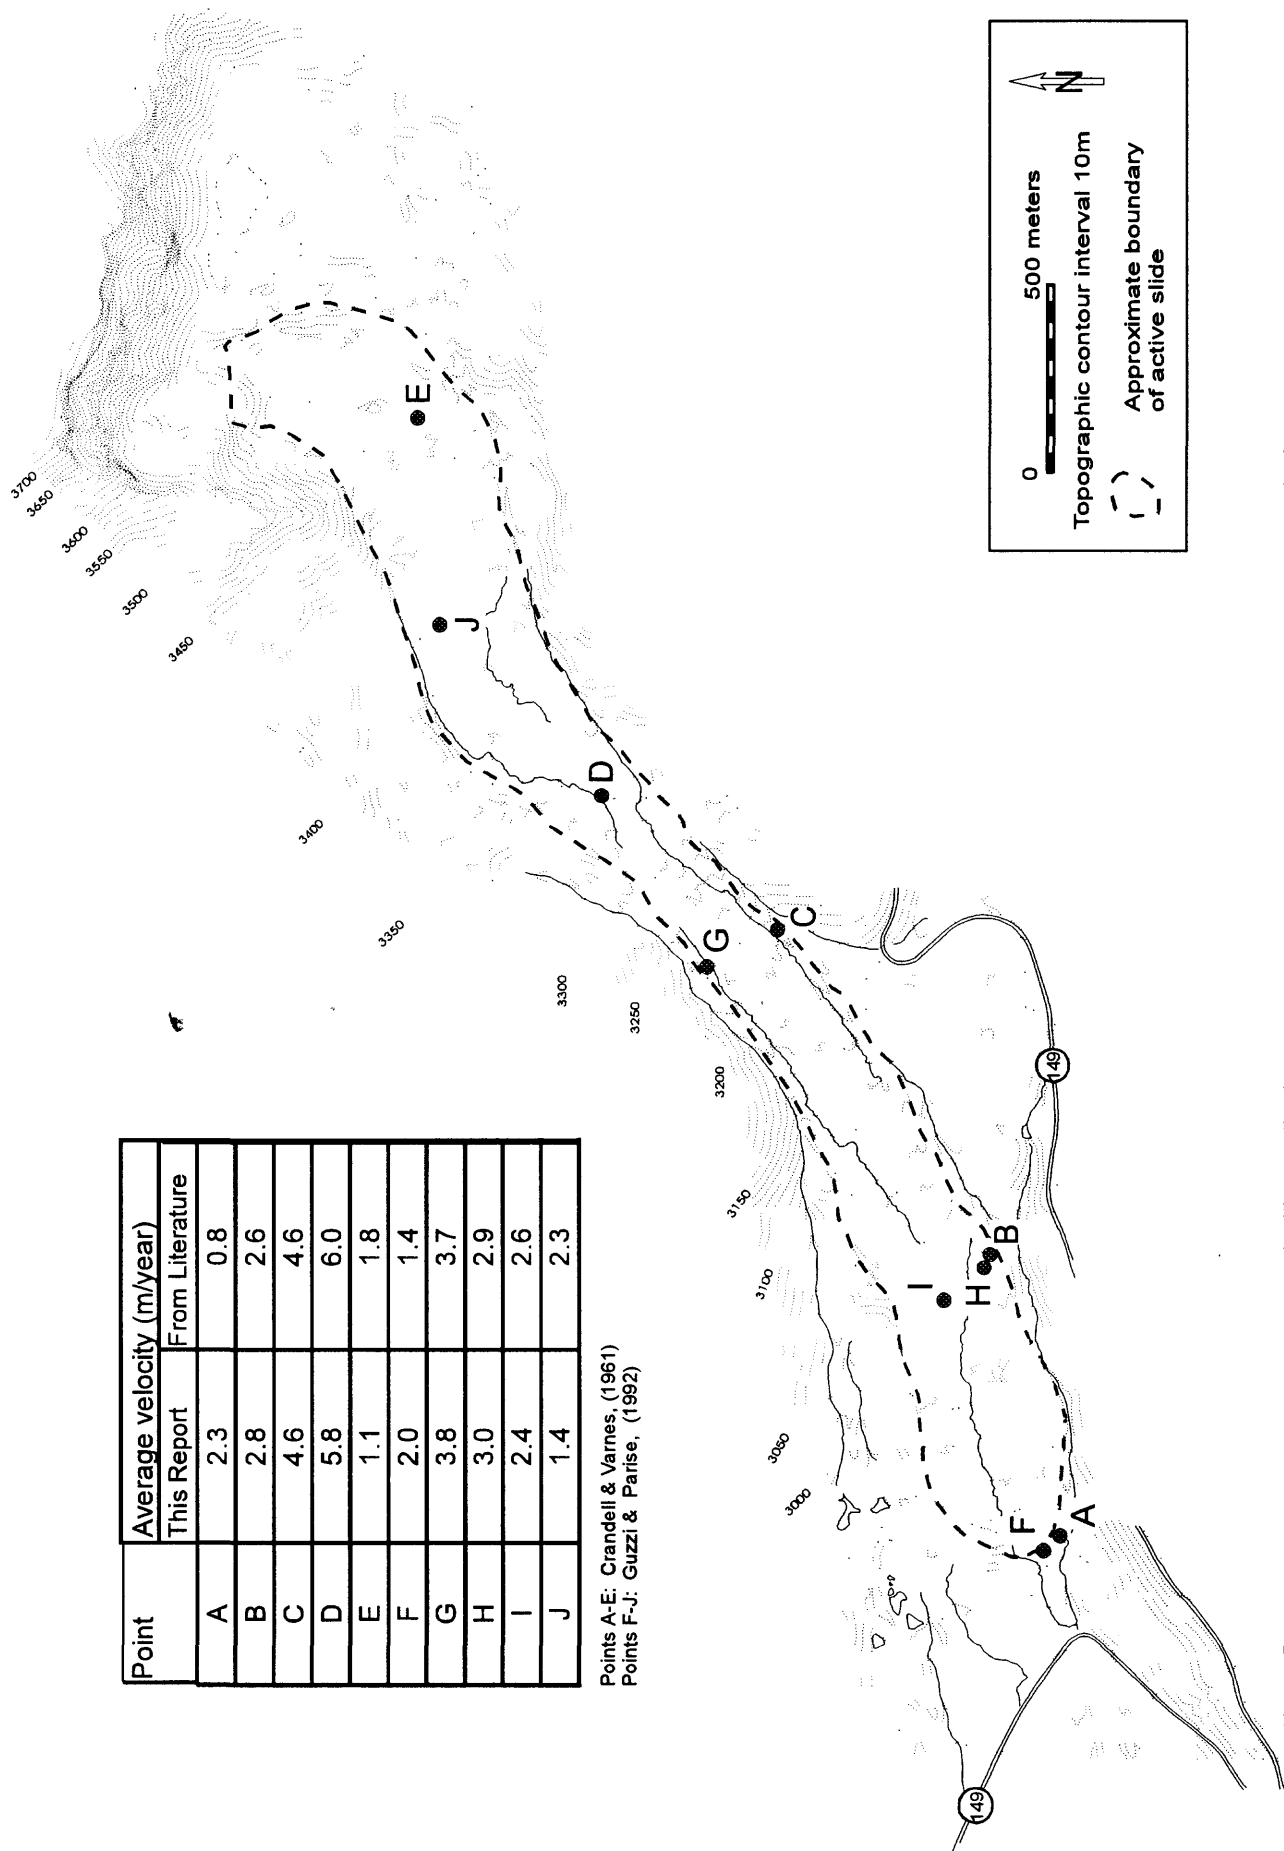 Point Average velocity (m/year)
This Report From Literature
A 2.3 0.8
B 2.8 2.6
C 4.6 4.6
D 5.8 6.0
E 1.1 1.8
F 2.0 1.4
G 3.8 3.7
H 3.0 2.9
I 2.4 2.6
J 1.4 2.3
Points A-E: Crandell & Varnes, (1961)
Points F-J: Guzzi & Parise, (1992)
3700
3650
3600
3550
3500
3450
3400
3350
3300
3250
3200
3150
3100
3050
3000
E
J
D
G
C
I
H
B
F
A
149
149
0 500 meters
N
Topographic contour interval 10m
Approximate boundary
of active slide